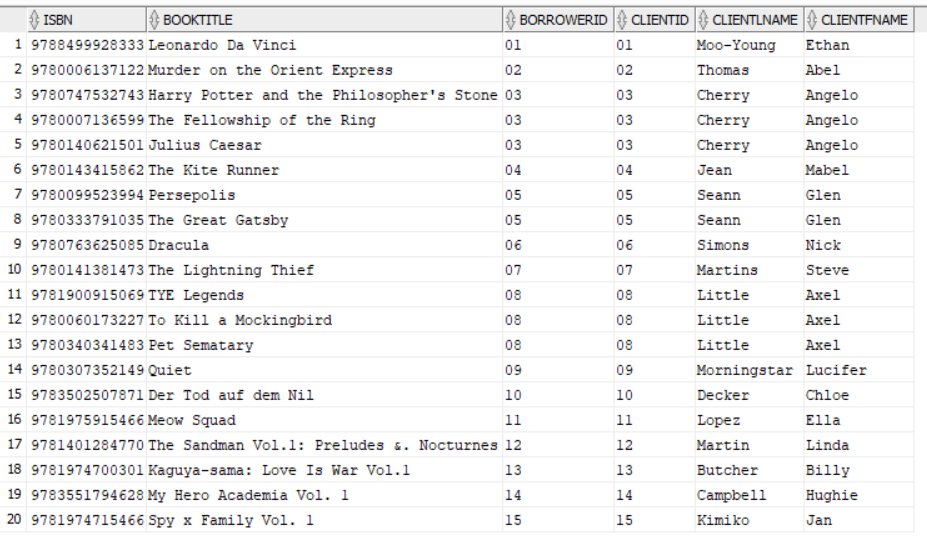 ISBN BOOKTITLE BORROWERID CLIENTID CLIENTLNAME CLIENTFNAME
1 9788499928333 Leonardo Da Vinci 01 01 Moo-Young Ethan
2 9780006137122 Murder on the Orient Express 02 02 Thomas Abel
3 9780747532743 Harry Potter and the Philosopher's Stone 03 03 Cherry Angelo
4 9780007136599 The Fellowship of the Ring 03 03 Cherry Angelo
5 9780140621501 Julius Caesar 03 03 Cherry Angelo
6 9780143415862 The Kite Runner 04 04 Jean Mabel
7 9780099523994 Persepolis 05 05 Seann Glen
8 9780333791035 The Great Gatsby 05 05 Seann Glen
9 9780763625085 Dracula 06 06 Simons Nick
10 9780141381473 The Lightning Thief 07 07 Martins Steve
11 9781900915069 TYE Legends 08 08 Little Axel
12 9780060173227 To Kill a Mockingbird 08 08 Little Axel
13 9780340341483 Pet Sematary 08 08 Little Axel
14 9780307352149 Quiet 09 09 Morningstar Lucifer
15 9783502507871 Der Tod auf dem Nil 10 10 Decker Chloe
16 9781975915466 Meow Squad 11 11 Lopez Ella
17 9781401284770 The Sandman Vol.1: Preludes &. Nocturnes 12 12 Martin Linda
18 9781974700301 Kaguya-sama: Love Is War Vol.1 13 13 Butcher Billy
19 9783551794628 My Hero Academia Vol. 1 14 14 Campbell Hughie
20 9781974715466 Spy x Family Vol. 1 15 15 Kimiko Jan